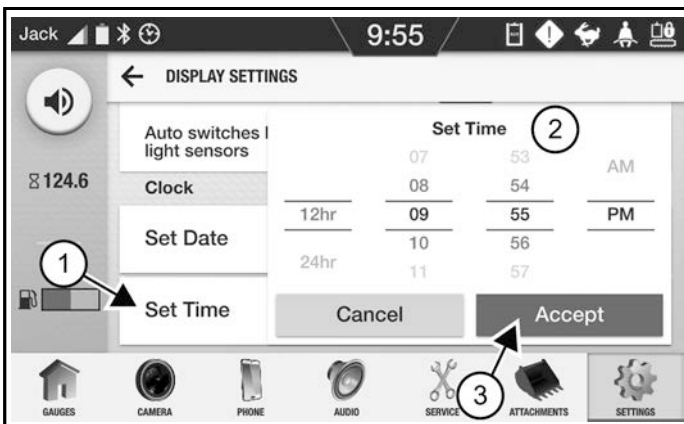 Jack 9:55
← DISPLAY SETTINGS
Auto switches
light sensors
124.6
Clock
Set Date
Set Time
Set Time
07 53
08 54 AM
12hr 09 55 PM
24hr 10 56
11 57
Cancel Accept
1
2
3
GAUGES CAMERA PHONE AUDIO SERVICE ATTACHMENTS SETTINGS